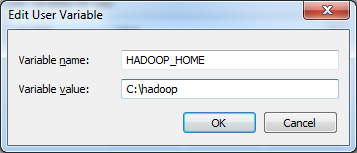 Edit User Variable
Variable name: HADOOP_HOME
Variable value: C:\hadoop
OK Cancel